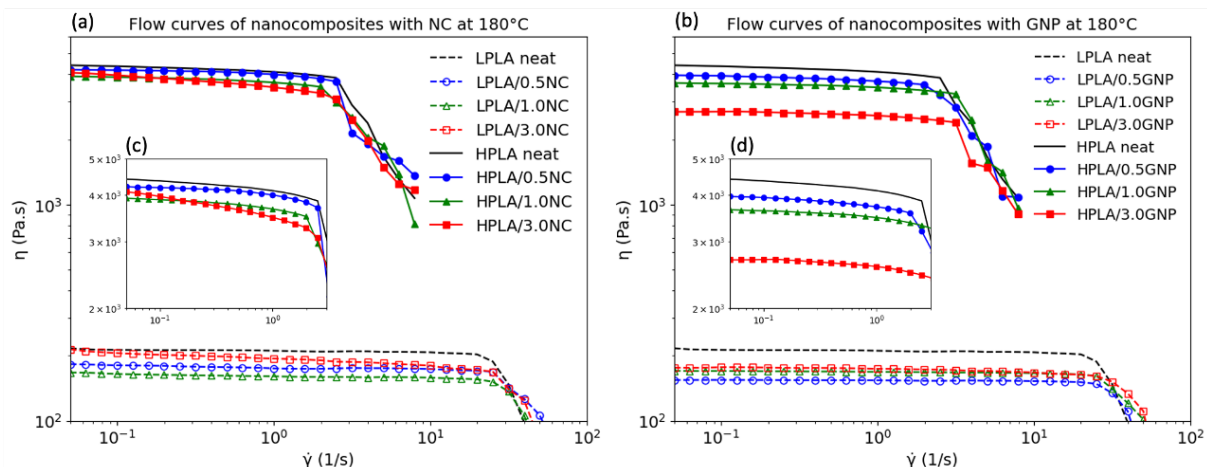 (a) Flow curves of nanocomposites with NC at 180°C
η (Pa.s)
10³
10²
LPLA neat
LPLA/0.5NC
LPLA/1.0NC
LPLA/3.0NC
HPLA neat
HPLA/0.5NC
HPLA/1.0NC
HPLA/3.0NC
(c)
5 × 10³
4 × 10³
3 × 10³
2 × 10³
10⁻¹ 10⁰
10⁻¹ 10⁰ 10¹ 10²
γ̇ (1/s)
(b) Flow curves of nanocomposites with GNP at 180°C
η (Pa.s)
10³
10²
LPLA neat
LPLA/0.5GNP
LPLA/1.0GNP
LPLA/3.0GNP
HPLA neat
HPLA/0.5GNP
HPLA/1.0GNP
HPLA/3.0GNP
(d)
5 × 10³
4 × 10³
3 × 10³
2 × 10³
10⁻¹ 10⁰
10⁻¹ 10⁰ 10¹ 10²
γ̇ (1/s)